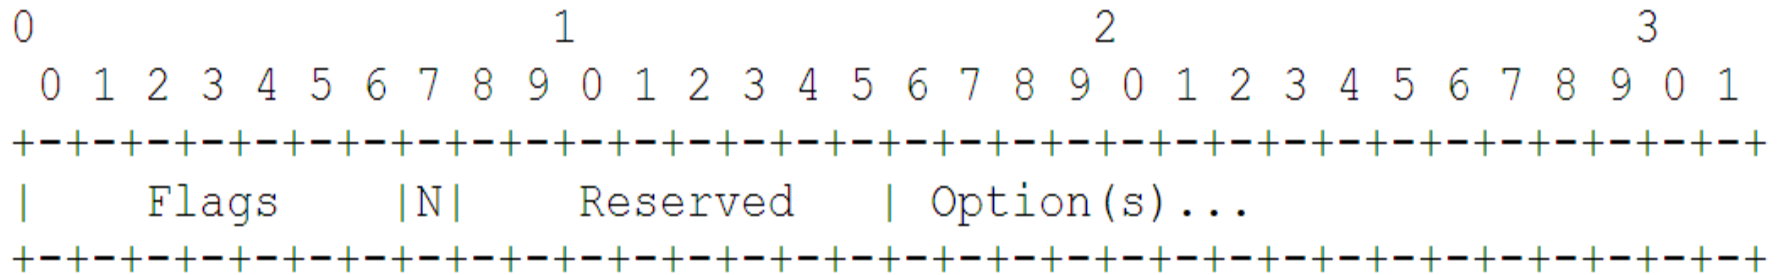 0                   1                   2                   3
 0 1 2 3 4 5 6 7 8 9 0 1 2 3 4 5 6 7 8 9 0 1 2 3 4 5 6 7 8 9 0 1
+-+-+-+-+-+-+-+-+-+-+-+-+-+-+-+-+-+-+-+-+-+-+-+-+-+-+-+-+-+-+-+-+
|    Flags    |N|    Reserved   | Option(s)...
+-+-+-+-+-+-+-+-+-+-+-+-+-+-+-+-+-+-+-+-+-+-+-+-+-+-+-+-+-+-+-+-+